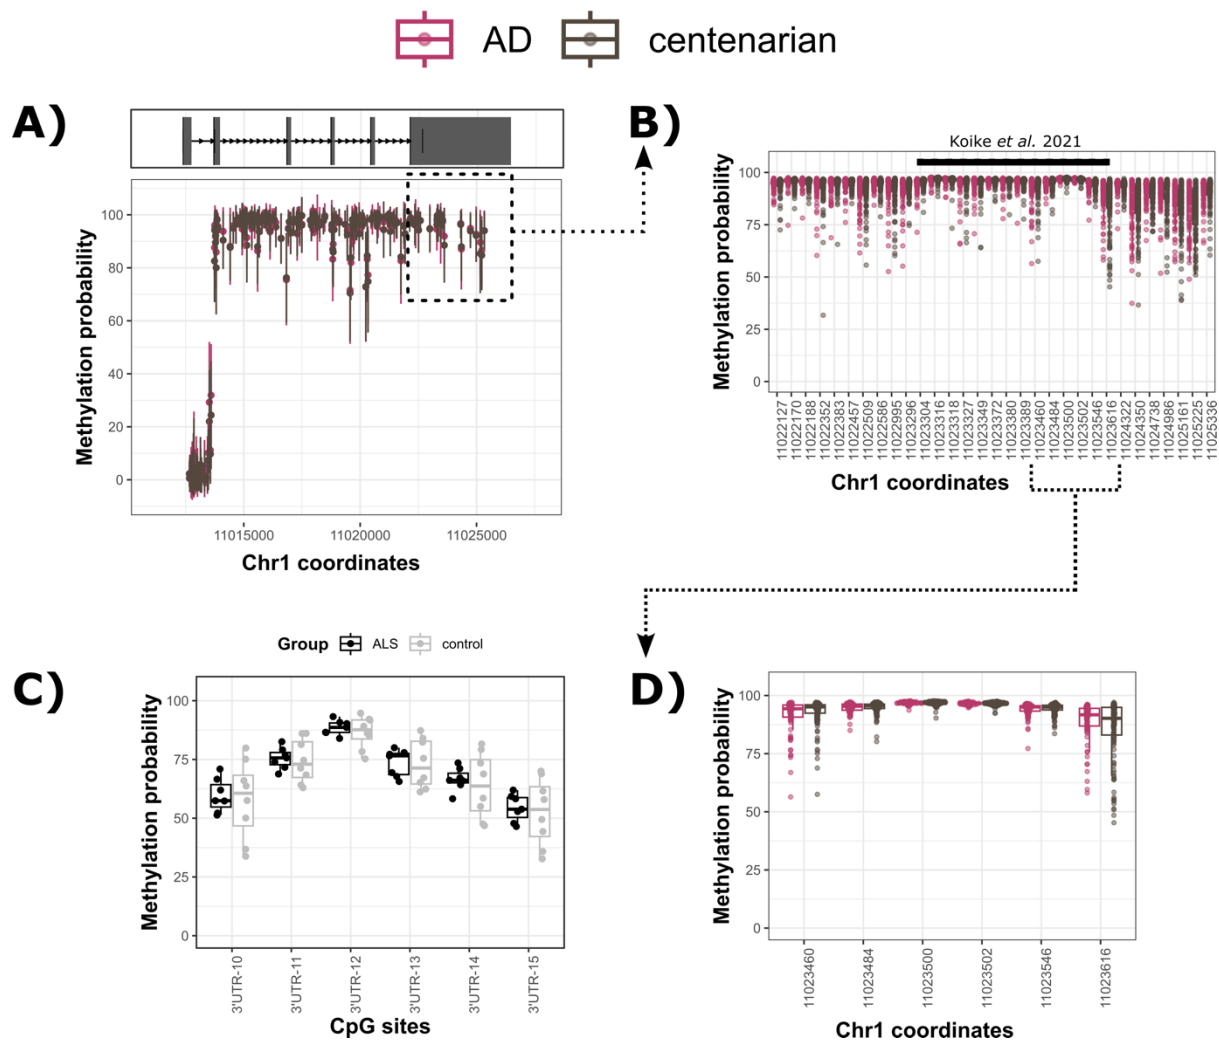 AD centenarian
A)
Methylation probability
100
80
60
40
20
0
11015000 11020000 11025000
Chr1 coordinates
B)
Koike et al. 2021
Methylation probability
100
75
50
25
0
11022127
11022170
11022188
11022352
11022383
11022457
11022509
11022586
11022995
11023296
11023304
11023316
11023318
11023327
11023349
11023372
11023380
11023389
11023460
11023484
11023500
11023502
11023546
11023616
11024322
11024350
11024738
11024986
11025161
11025225
11025336
Chr1 coordinates
C)
Group ALS control
Methylation probability
100
75
50
25
0
3'UTR-10
3'UTR-11
3'UTR-12
3'UTR-13
3'UTR-14
3'UTR-15
CpG sites
D)
Methylation probability
100
75
50
25
0
11023460
11023484
11023500
11023502
11023546
11023616
Chr1 coordinates